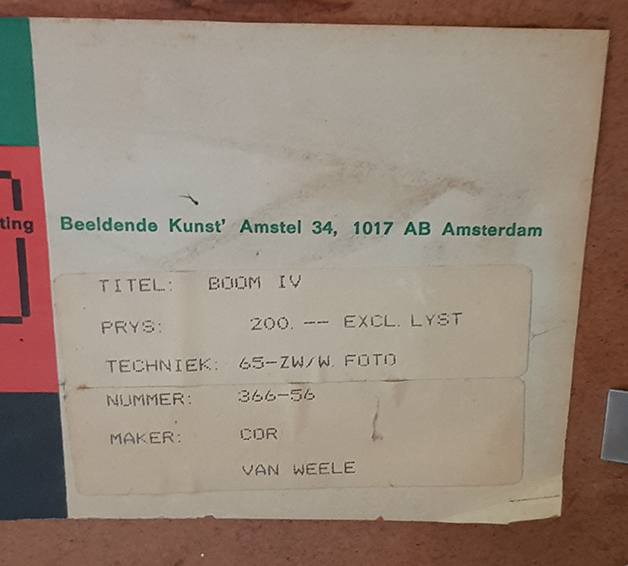 ting Beeldende Kunst' Amstel 34, 1017 AB Amsterdam
TITEL: BOOM IV
PRYS: 200. -- EXCL. LYST
TECHNIEK: 65-ZW/W. FOTO
NUMMER: 366-56
MAKER: COR
VAN WEELE